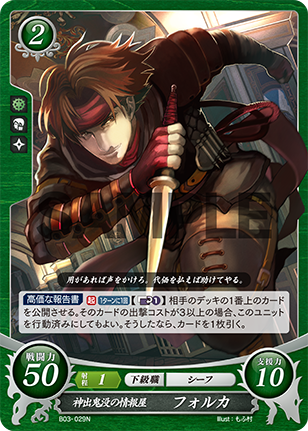 2
SAMPLE
用があれば声をかけろ。代価を払えば助けてやる。
高価な報告書 起 1ターンに1回 【1】相手のデッキの1番上のカード
を公開させる。そのカードの出撃コストが3以上の場合、このユニット
を行動済みにしてもよい。そうしたなら、カードを1枚引く。
戦闘力
50
射程 1 下級職 シーフ
支援力
10
神出鬼没の情報屋 フォルカ
B03-029N
Illust:もふ村